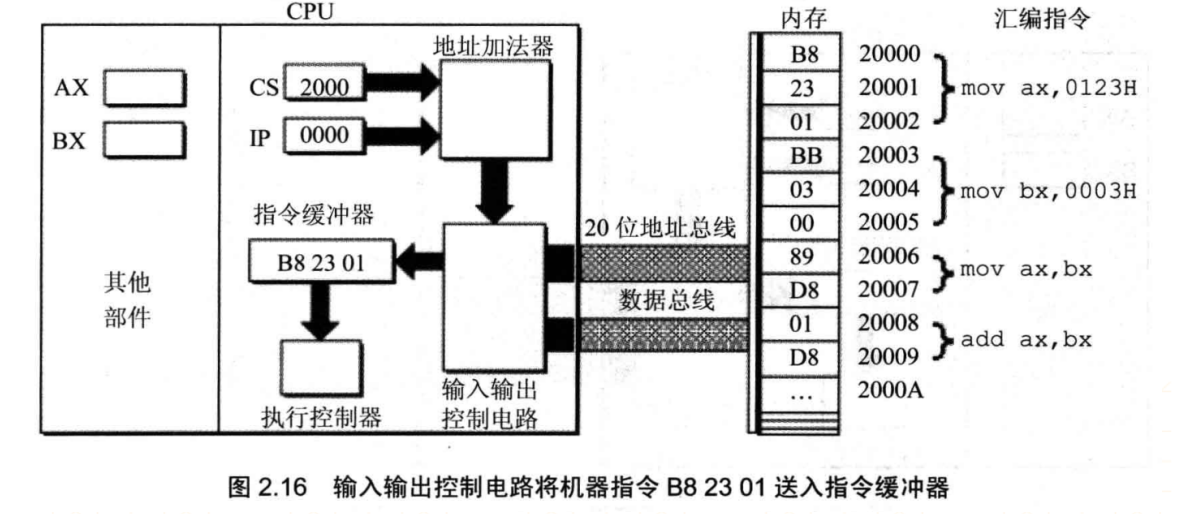 CPU
内存
汇编指令
地址加法器
AX
BX
CS 2000
IP 0000
指令缓冲器
B8 23 01
其他
部件
执行控制器
输入输出
控制电路
20 位地址总线
数据总线
B8 20000
23 20001 mov ax,0123H
01 20002
BB 20003
03 20004 mov bx,0003H
00 20005
89 20006
mov ax,bx
D8 20007
01 20008
add ax,bx
D8 20009
… 2000A
图 2.16 输入输出控制电路将机器指令 B8 23 01 送入指令缓冲器